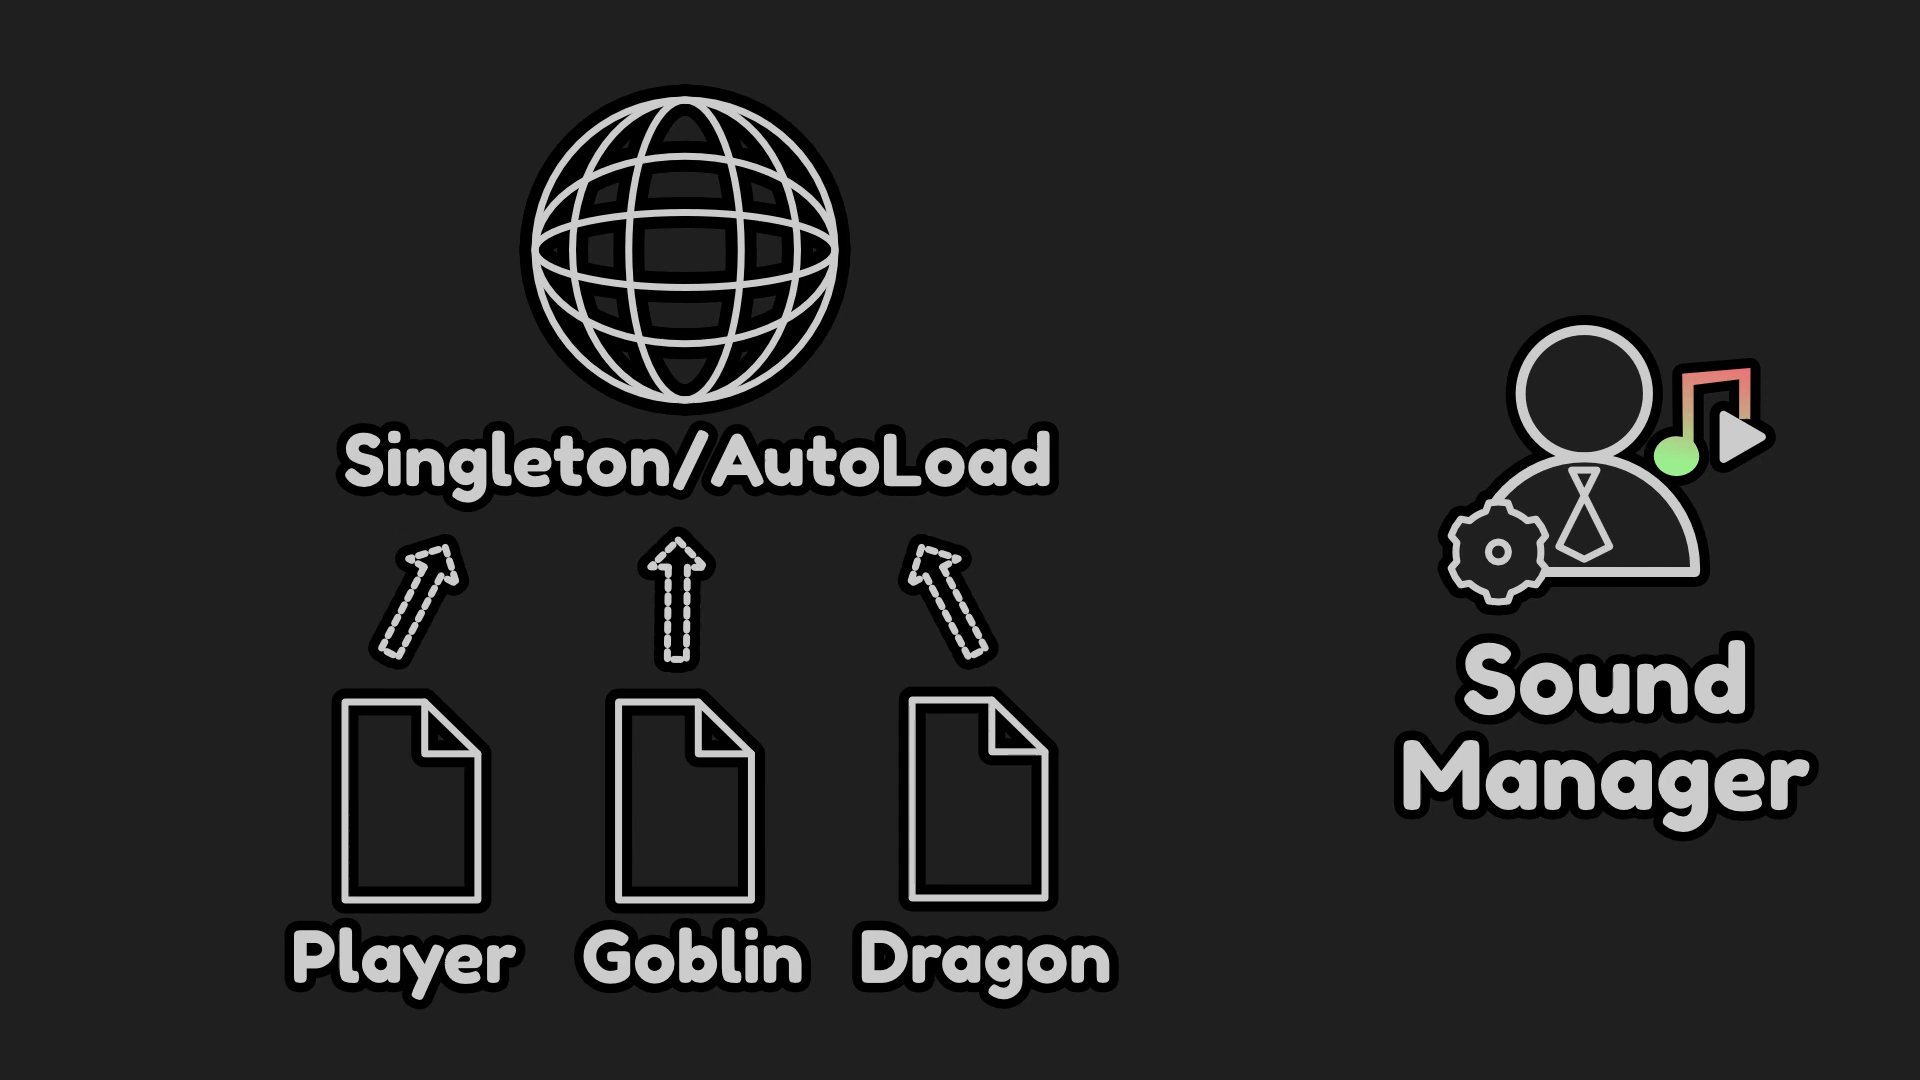 Singleton/AutoLoad
Player
Goblin
Dragon
Sound
Manager